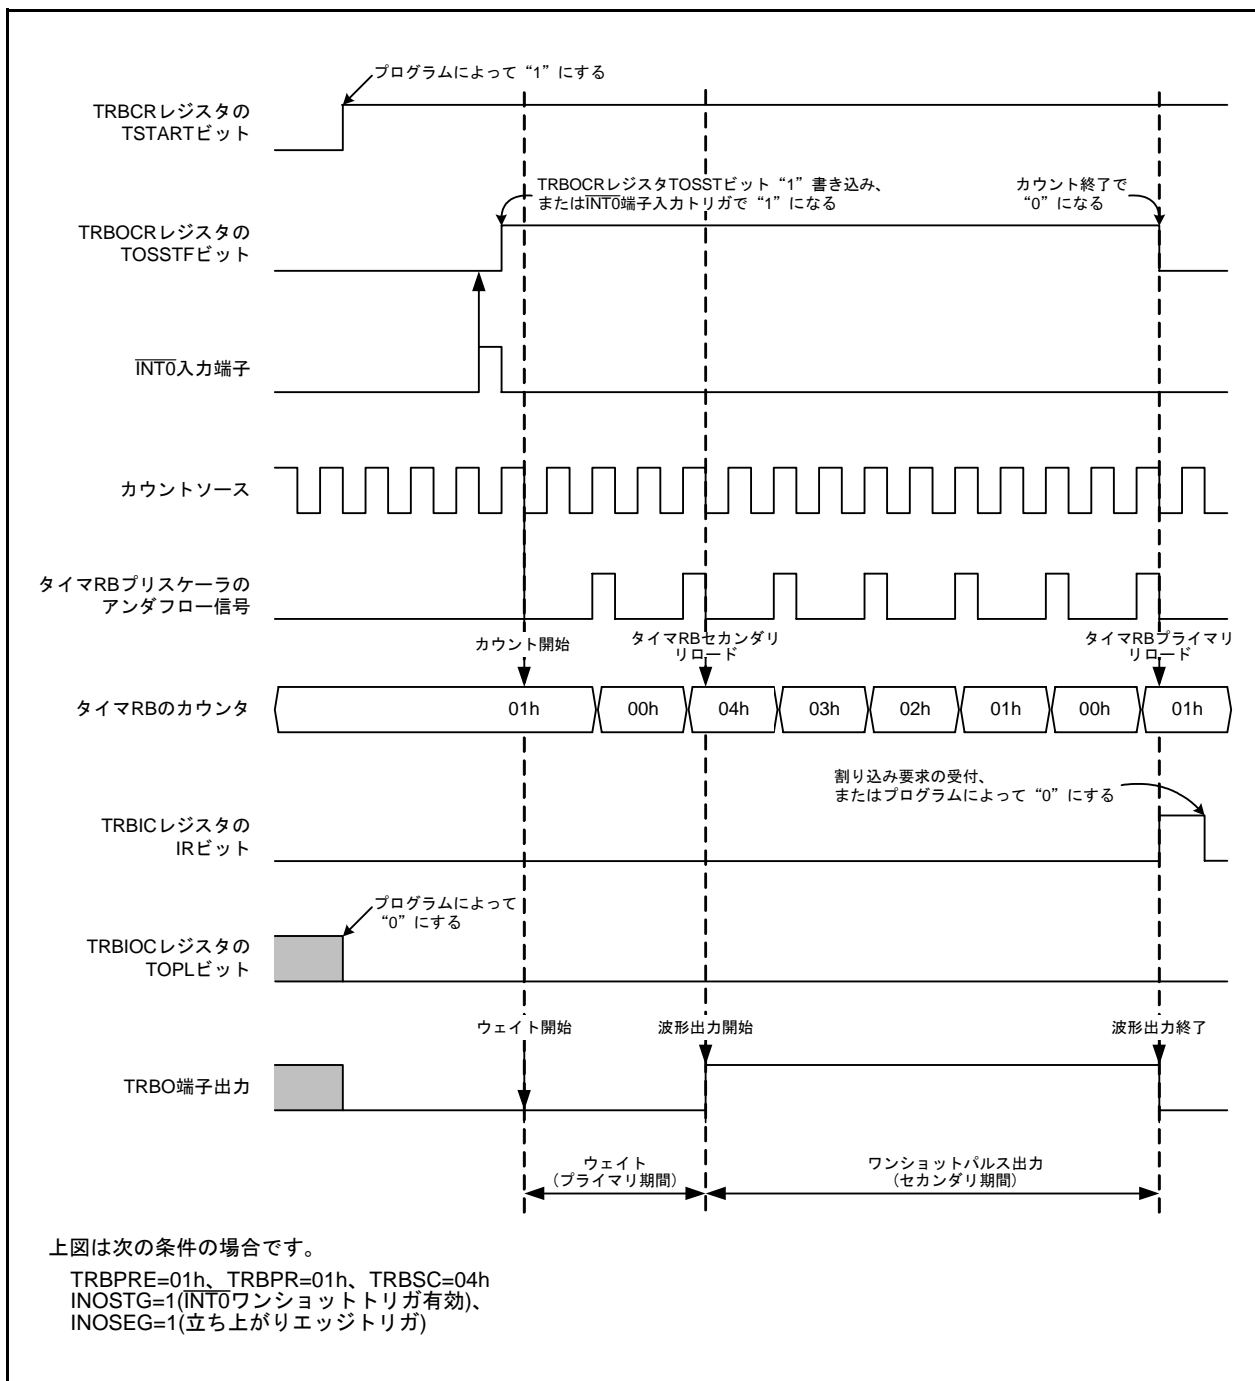 プログラムによって“1”にする
TRBCRレジスタの
TSTARTビット
TRBOCRレジスタTOSSTビット“1”書き込み、
またはINT0端子入力トリガで“1”になる
カウント終了で
“0”になる
TRBOCRレジスタの
TOSSTFビット
INT0入力端子
カウントソース
タイマRBプリスケーラの
アンダフロー信号
カウント開始
タイマRBセカンダリ
リロード
タイマRBプライマリ
リロード
タイマRBのカウンタ
01h
00h
04h
03h
02h
01h
00h
01h
割り込み要求の受付、
またはプログラムによって“0”にする
TRBICレジスタの
IRビット
プログラムによって
“0”にする
TRBIOCレジスタの
TOPLビット
ウェイト開始
波形出力開始
波形出力終了
TRBO端子出力
ウェイト
(プライマリ期間)
ワンショットパルス出力
(セカンダリ期間)
上図は次の条件の場合です。
TRBPRE=01h、TRBPR=01h、TRBSC=04h
INOSTG=1(INT0ワンショットトリガ有効)、
INOSEG=1(立ち上がりエッジトリガ)